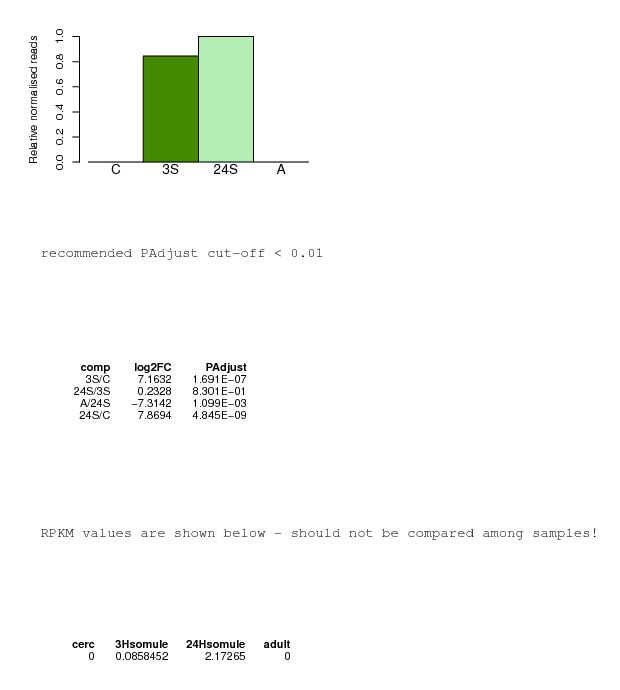 Relative normalised reads
1.0
0.8
0.6
0.4
0.2
0.0
C 3S 24S A
recommended PAdjust cut-off < 0.01
comp log2FC PAdjust
3S/C 7.1632 1.691E-07
24S/3S 0.2328 8.301E-01
A/24S -7.3142 1.099E-03
24S/C 7.8694 4.845E-09
RPKM values are shown below - should not be compared among samples!
cerc 3Hsomule 24Hsomule adult
0 0.0858452 2.17265 0